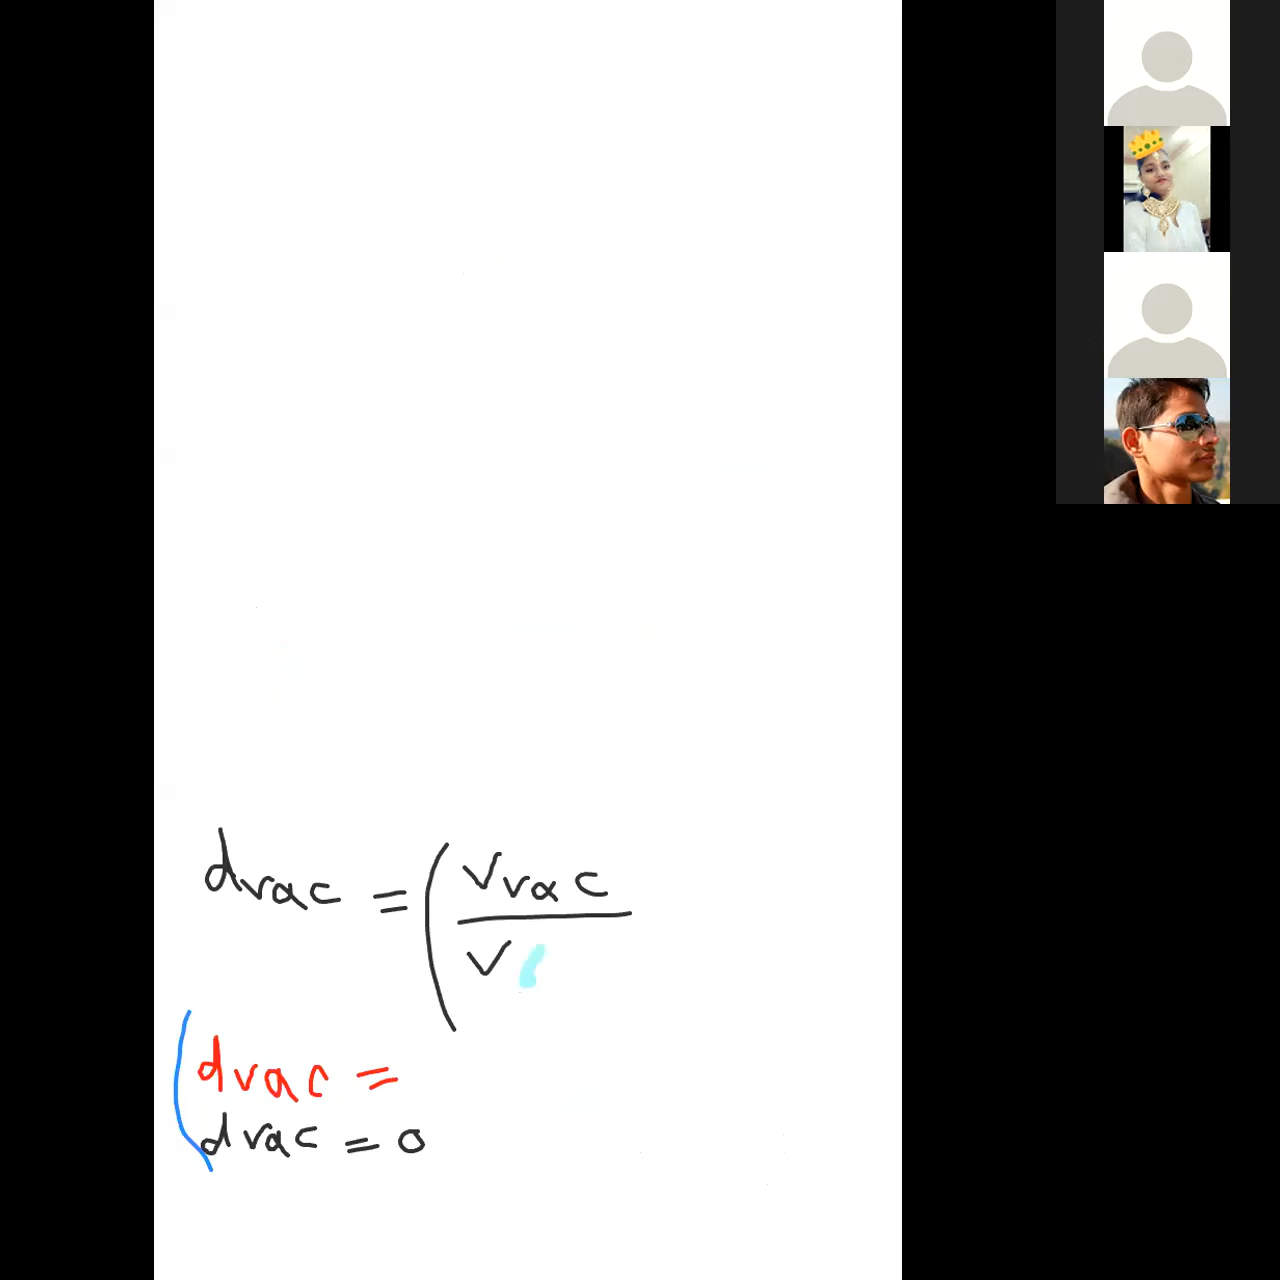 dvac = (Vvac
V
dvac =
dvac = 0